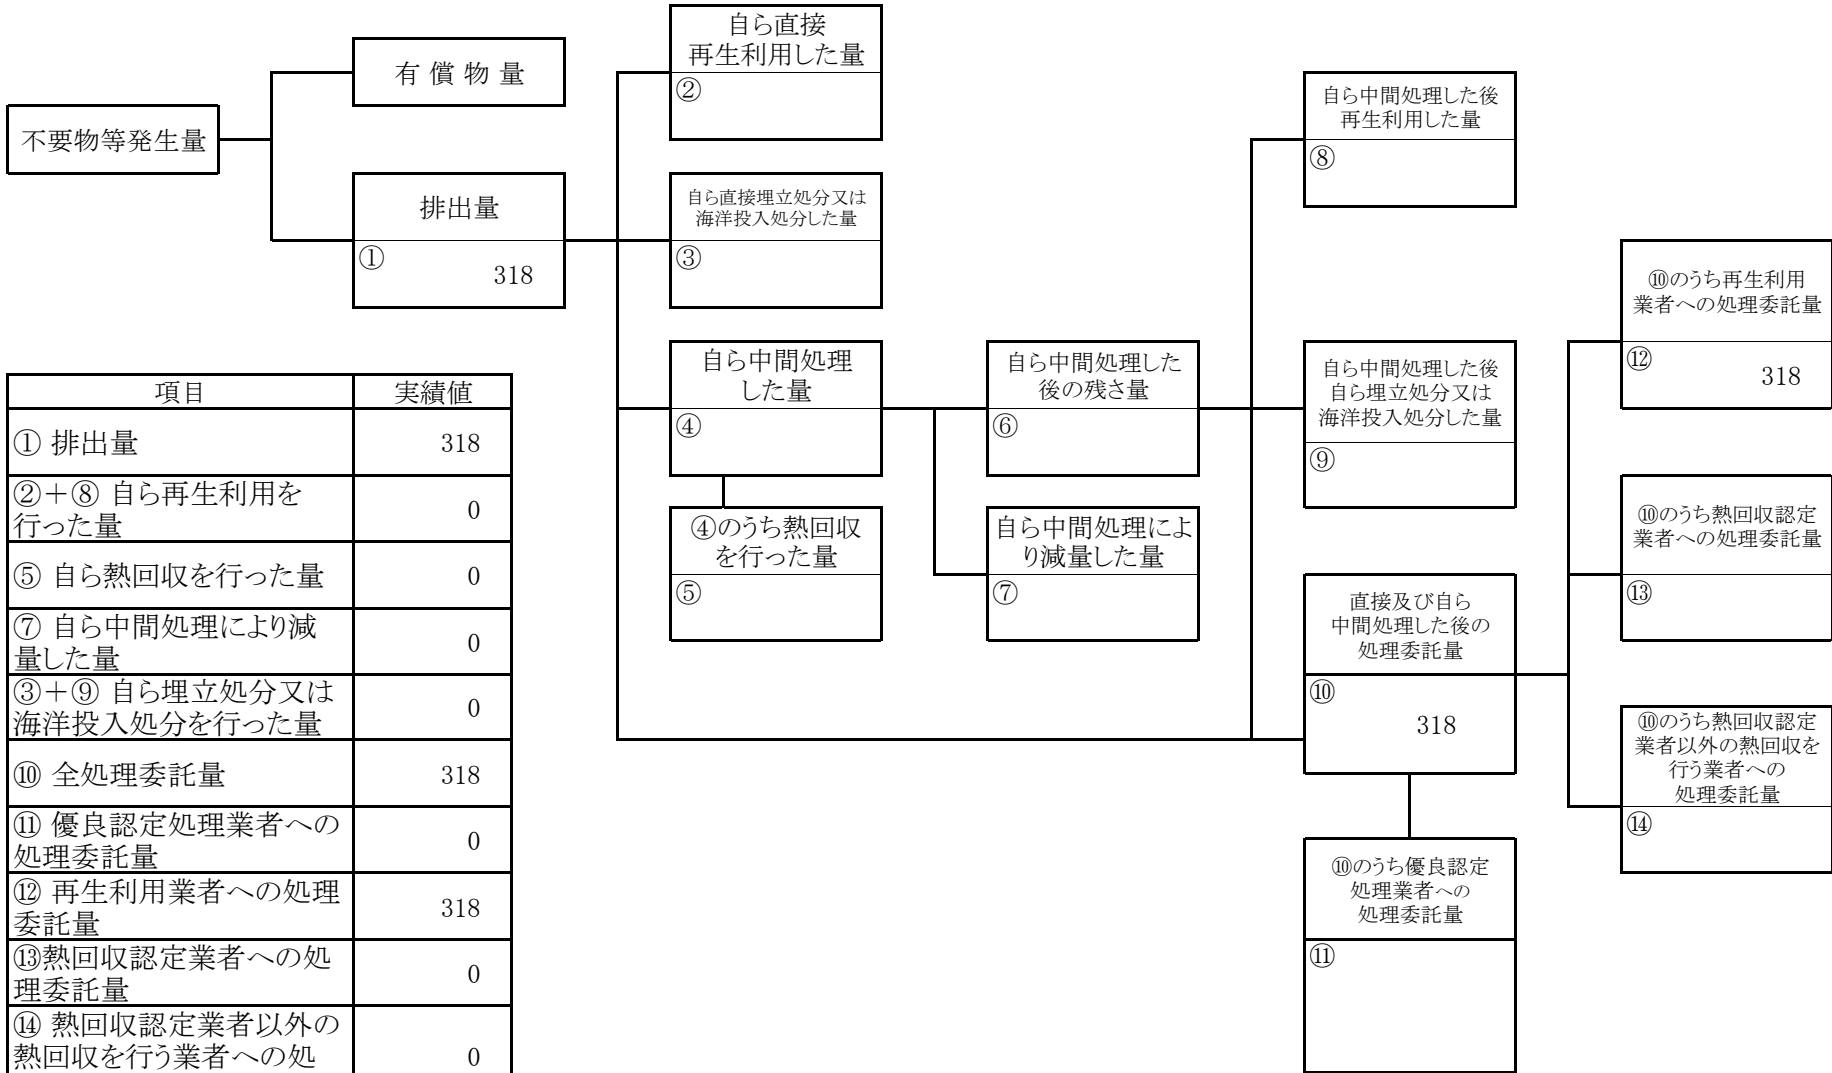 自ら直接
再生利用した量
②
有 償 物 量
不要物等発生量
排出量
①
318
自ら直接埋立処分又は
海洋投入処分した量
③
自ら中間処理した後
再生利用した量
⑧
自ら中間処理
した量
④
自ら中間処理した
後の残さ量
⑥
自ら中間処理した後
自ら埋立処分又は
海洋投入処分した量
⑨
④のうち熱回収
を行った量
⑤
自ら中間処理によ
り減量した量
⑦
直接及び自ら
中間処理した後の
処理委託量
⑩
318
⑩のうち優良認定
処理業者への
処理委託量
⑪
⑩のうち再生利用
業者への処理委託量
⑫
318
⑩のうち熱回収認定
業者への処理委託量
⑬
⑩のうち熱回収認定
業者以外の熱回収を
行う業者への
処理委託量
⑭
項目 実績値
① 排出量 318
②＋⑧ 自ら再生利用を
行った量 0
⑤ 自ら熱回収を行った量 0
⑦ 自ら中間処理により減
量した量 0
③＋⑨ 自ら埋立処分又は
海洋投入処分を行った量 0
⑩ 全処理委託量 318
⑪ 優良認定処理業者への
処理委託量 0
⑫ 再生利用業者への処理
委託量 318
⑬熱回収認定業者への処
理委託量 0
⑭ 熱回収認定業者以外の
熱回収を行う業者への処 0